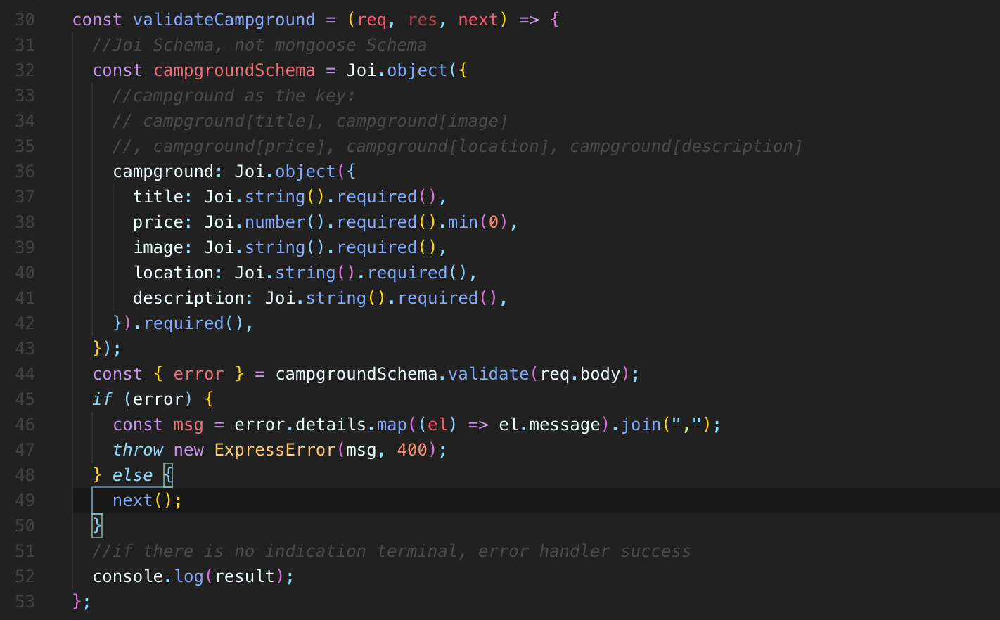 30 const validateCampground = (req, res, next) => {
31 //Joi Schema, not mongoose Schema
32 const campgroundSchema = Joi.object({
33 //campground as the key:
34 // campground[title], campground[image]
35 //, campground[price], campground[location], campground[description]
36 campground: Joi.object({
37 title: Joi.string().required(),
38 price: Joi.number().required().min(0),
39 image: Joi.string().required(),
40 location: Joi.string().required(),
41 description: Joi.string().required(),
42 }).required(),
43 });
44 const { error } = campgroundSchema.validate(req.body);
45 if (error) {
46 const msg = error.details.map((el) => el.message).join(",");
47 throw new ExpressError(msg, 400);
48 } else {
49 next();
50 }
51 //if there is no indication terminal, error handler success
52 console.log(result);
53 };